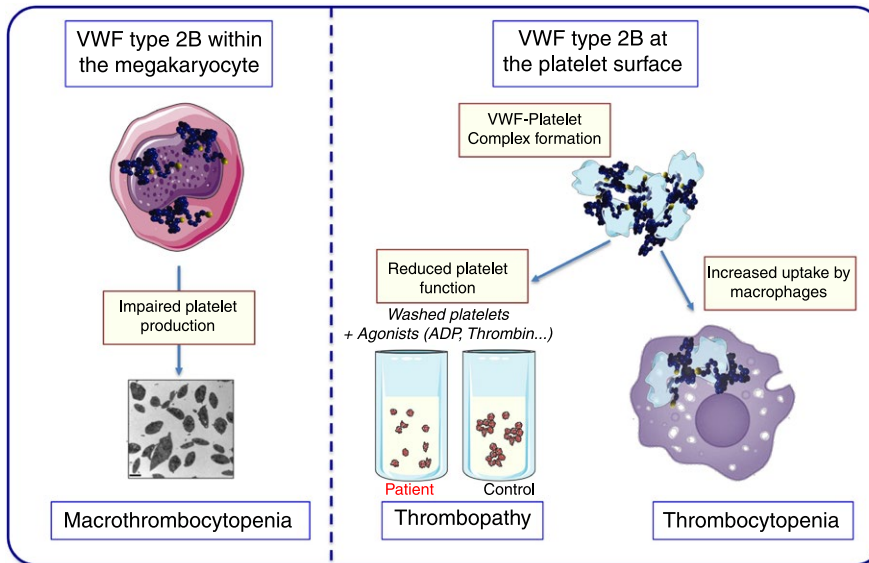 VWF type 2B within
the megakaryocyte
Impaired platelet
production
Macrothrombocytopenia
VWF type 2B at
the platelet surface
VWF-Platelet
Complex formation
Reduced platelet
function
Washed platelets
+ Agonists (ADP, Thrombin...)
Patient
Control
Thrombopathy
Increased uptake by
macrophages
Thrombocytopenia